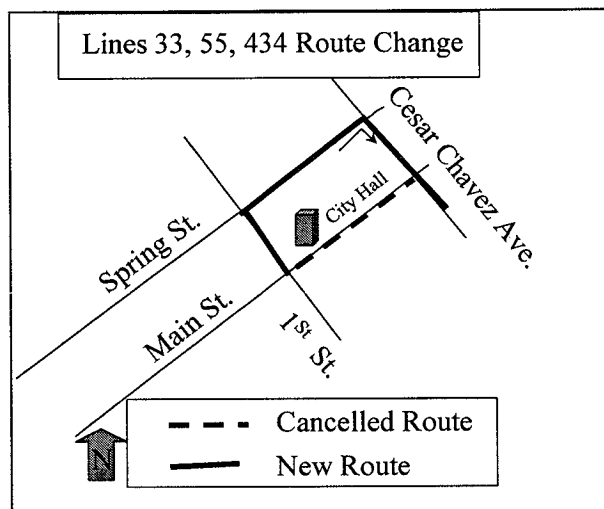 Lines 33, 55, 434 Route Change
Cesar Chavez Ave.
City Hall
Spring St.
Main St.
1St St.
Cancelled Route
New Route
N